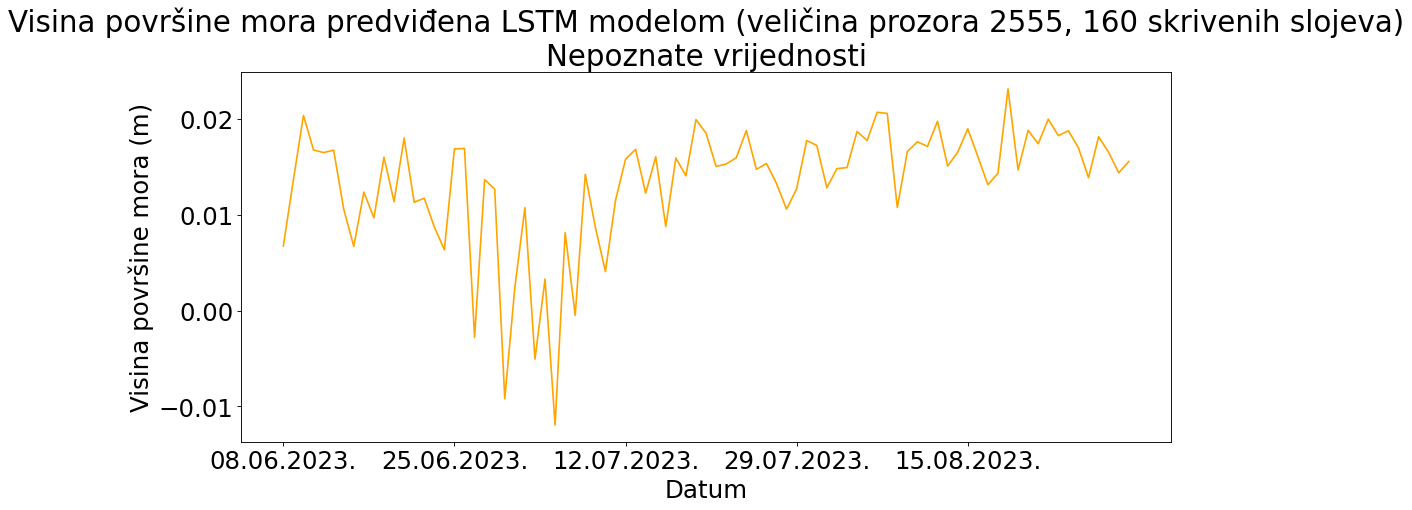 Visina površine mora predviđena LSTM modelom (veličina prozora 2555, 160 skrivenih slojeva)
Nepoznate vrijednosti
Visina površine mora (m)
0.02
0.01
0.00
−0.01
08.06.2023. 25.06.2023. 12.07.2023. 29.07.2023. 15.08.2023.
Datum